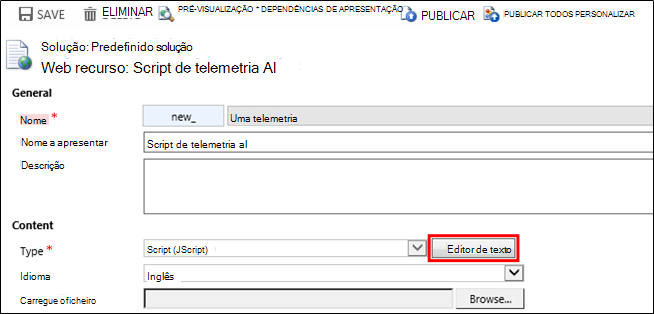 SAVE ELIMINAR PRÉ-VISUALIZAÇÃO * DEPENDÊNCIAS DE APRESENTAÇÃO PUBLICAR PUBLICAR TODOS PERSONALIZAR
Solução: Predefinido solução
Web recurso: Script de telemetria AI
General
Nome * new_ Uma telemetria
Nome a apresentar Script de telemetria aI
Descrição
Content
Type * Script (JScript) Editor de texto
Idioma Inglês
Carregue oficheiro Browse...